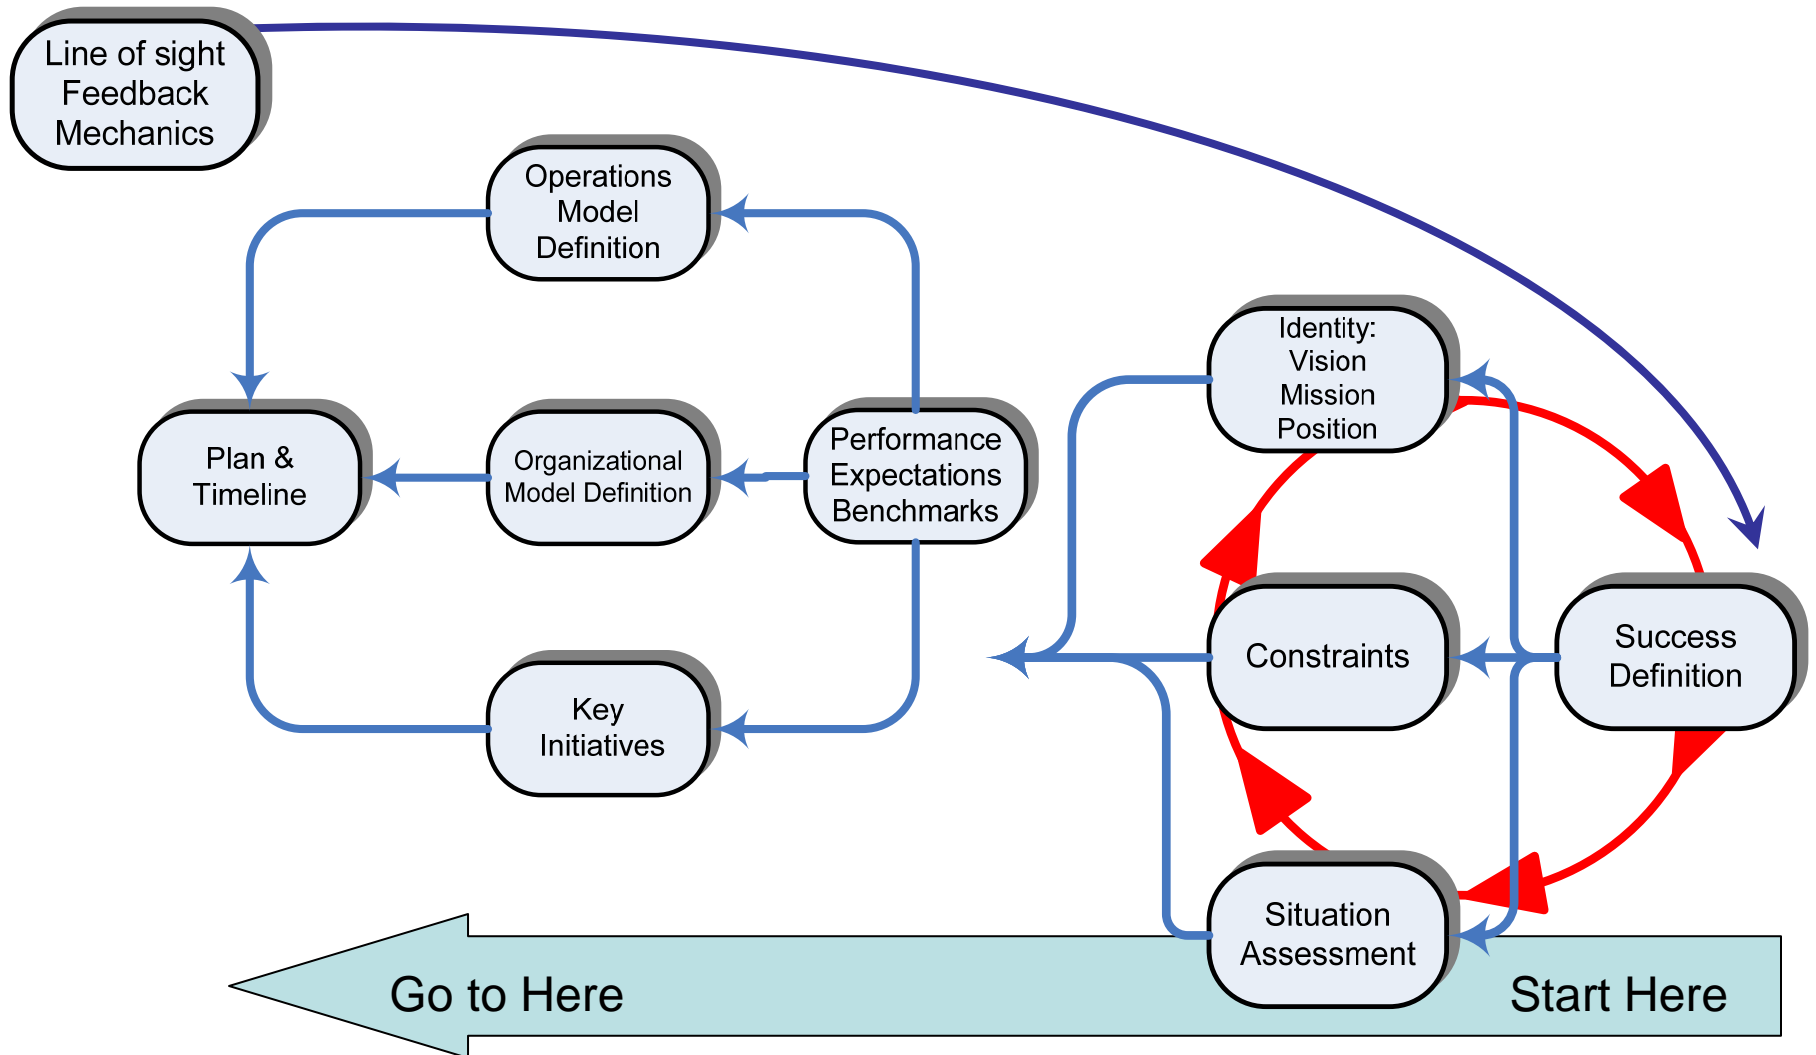 Line of sight
Feedback
Mechanics
Operations
Model
Definition
Identity:
Vision
Mission
Position
Plan &
Timeline
Organizational
Model Definition
Performance
Expectations
Benchmarks
Constraints
Success
Definition
Key
Initiatives
Situation
Assessment
Go to Here
Start Here